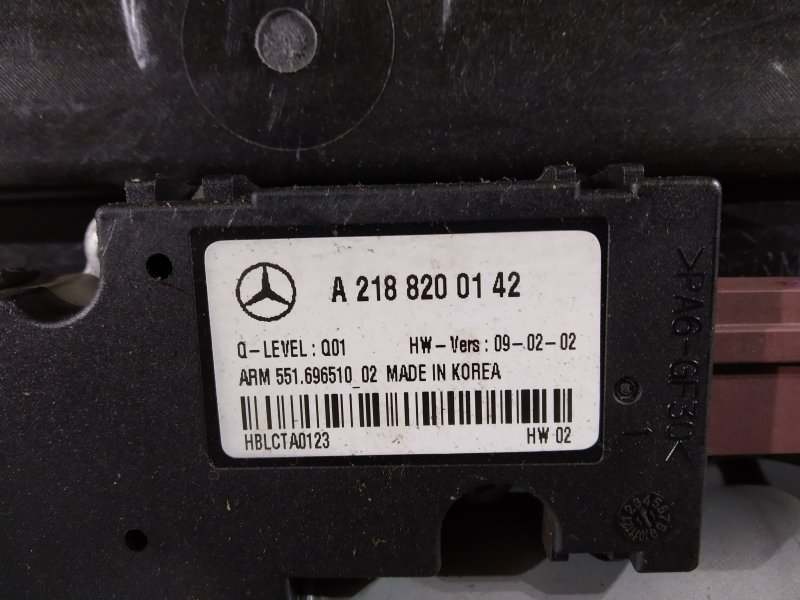 A 218 820 01 42
Q-LEVEL : Q01 HW-Vers : 09-02-02
ARM 551.696510_02 MADE IN KOREA
HBLCTA0123 HW 02
>PA6-GF30<
1